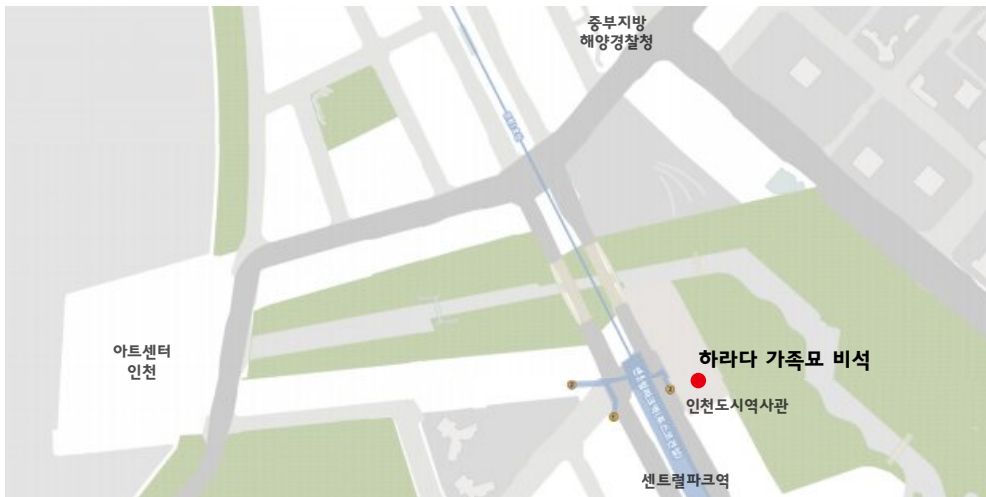 중부지방
해양경찰청
하라다 가족묘 비석
아트센터
인천
인천도시역사관
센트럴파크역